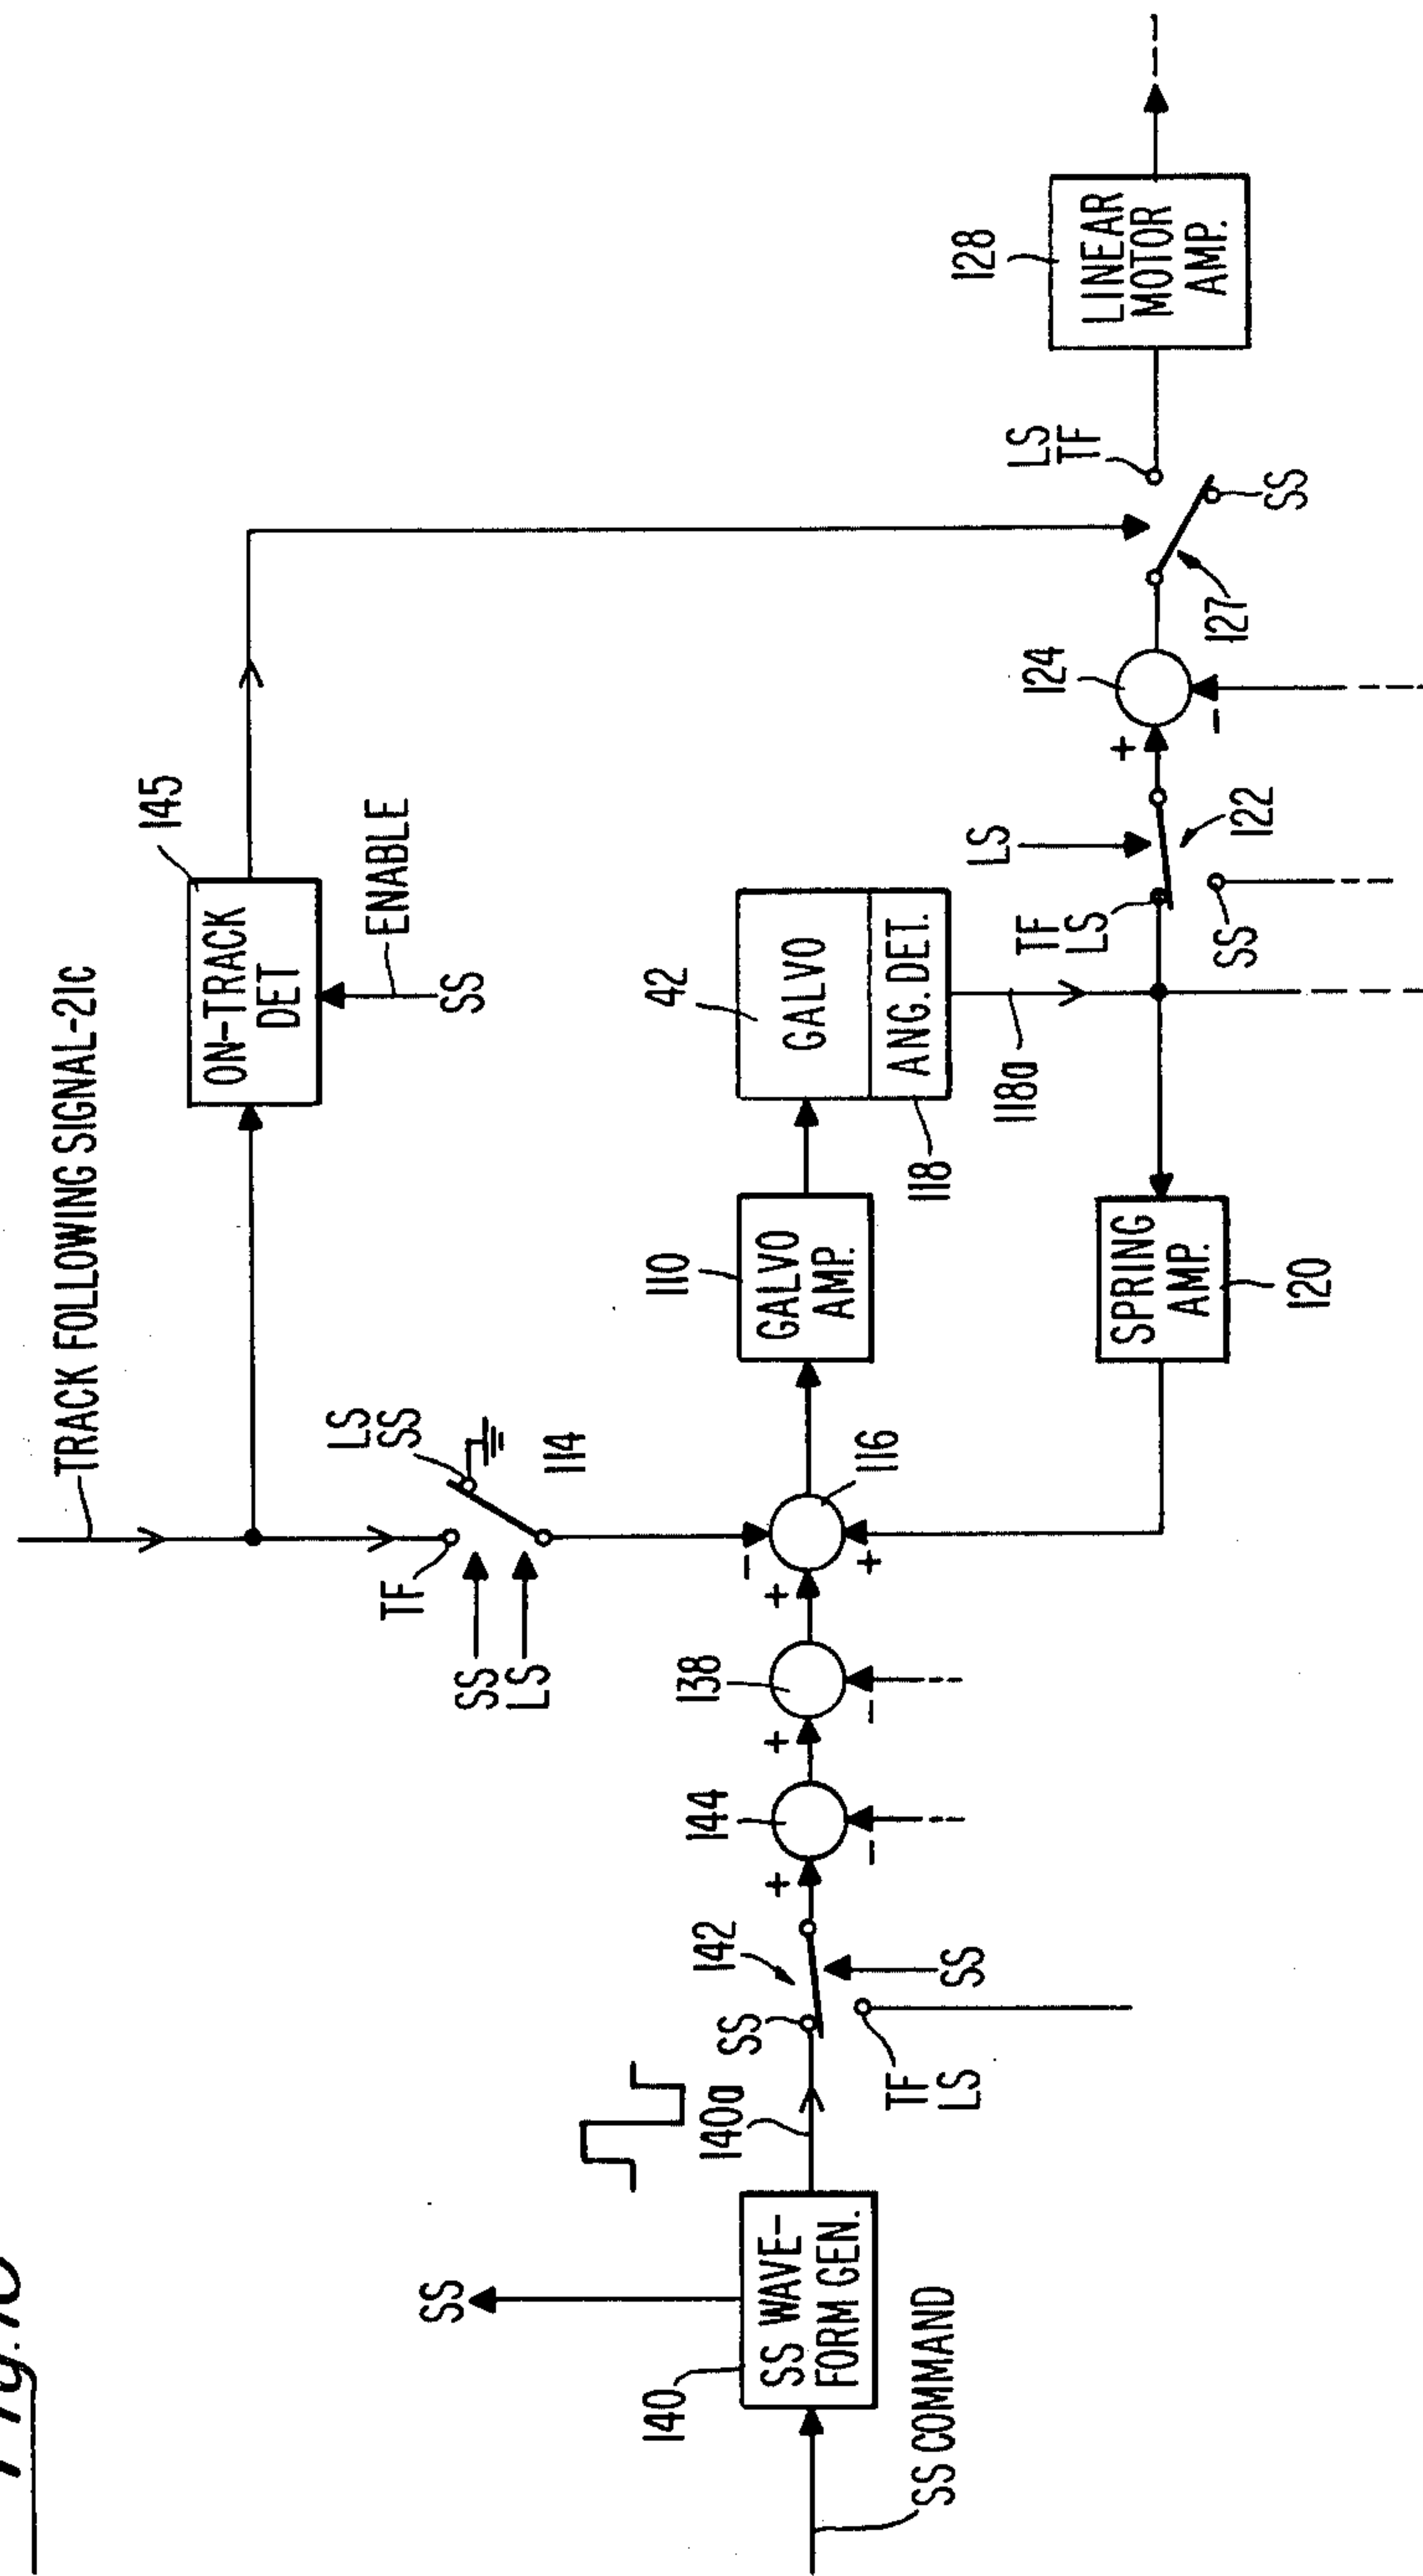 TRACK FOLLOWING SIGNAL-21c
145
ON-TRACK
DET
ENABLE
SS
LS
SS
114
TF
SS
LS
SS
140
SS WAVE-
FORM GEN.
SS COMMAND
140a
SS
142
SS
TF
LS
+
144
-
+
138
-
+
-
+
116
110
GALVO
AMP.
42
GALVO
ANG. DET.
118
118a
SPRING
AMP.
120
LS
TF
LS
SS
122
+
124
-
127
LS
TF
SS
128
LINEAR
MOTOR
AMP.